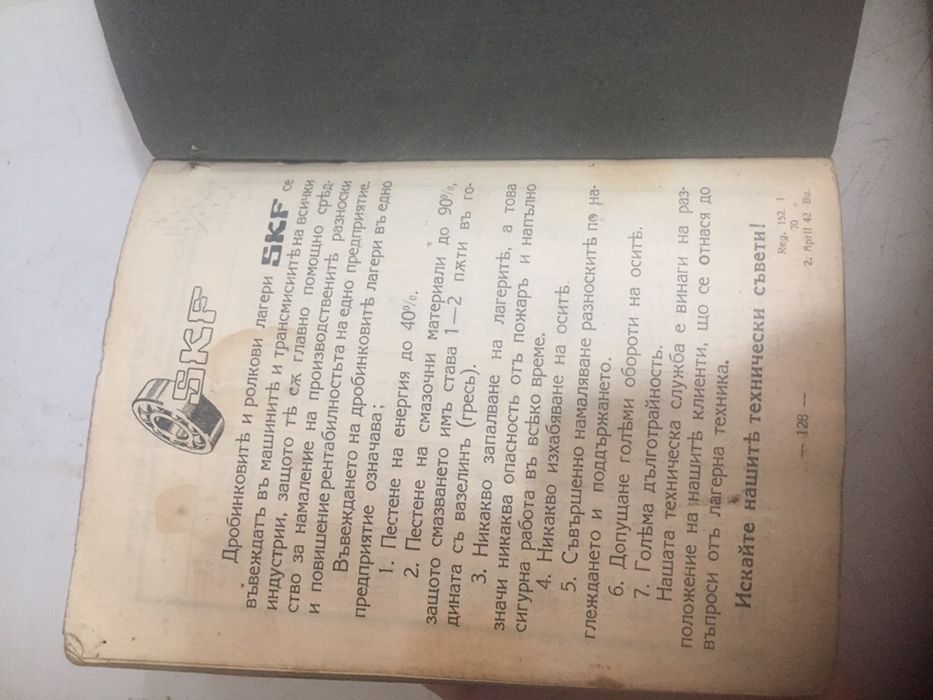 SKF
Дробинковитѣ и ролкови лагери SKF се
въвеждатъ въ машинитѣ и трансмисиитѣ на всички
индустрии, защото тѣ сѫ главно помощно срѣд-
ство за намаление на производственитѣ разноски
и повишение рентабилностьта на едно предприятие.
Въвеждането на дробинковитѣ лагери въ едно
предприятие означава;
1. Пестене на енергия до 40%.
2. Пестене на смазочни материали до 90%,
защото смазването имъ става 1—2 пѫти въ го-
дината съ вазелинъ (гресь).
3. Никакво запалване на лагеритѣ, а това
значи никаква опасность отъ пожаръ и напълно
сигурна работа въ всѣко време.
4. Никакво изхабяване на оситѣ.
5. Съвършенно намаляване разноскитѣ по на-
глеждането и поддържането.
6. Допущане голѣми обороти на оситѣ.
7. Голѣма дълготрайность.
Нашата техническа служба е винаги на раз-
положение на нашитѣ клиенти, що се отнася до
въпроси отъ лагерна техника.
Искайте нашитѣ технически съвети!
Reg. 152. 1
70
2. April 42 Bu.
— 128 —